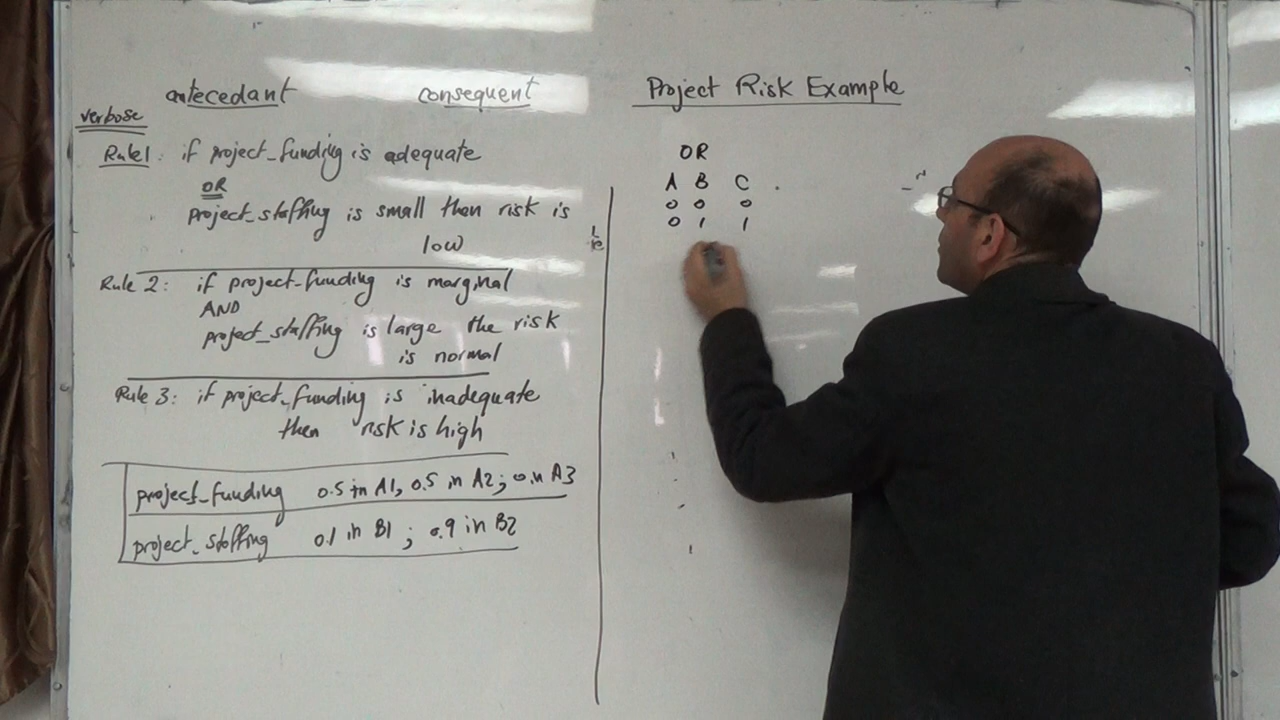 antecedant consequent
verbose
Rule1: if project_funding is adequate
OR
project_staffing is small then risk is
low
Rule 2: if project_funding is marginal
AND
project_staffing is large the risk
is normal
Rule 3: if project_funding is inadequate
then risk is high
project_funding 0.5 in A1, 0.5 in A2; 0 in A3
project_staffing 0.1 in B1 ; 0.9 in B2
Project Risk Example
OR
A B C
0 0 0
0 1 1